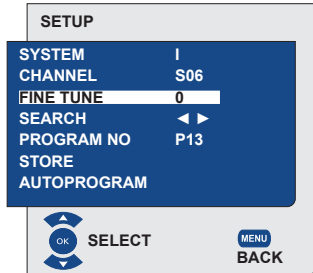 SETUP
SYSTEM I
CHANNEL S06
FINE TUNE 0
SEARCH ◄ ►
PROGRAM NO P13
STORE
AUTOPROGRAM
OK SELECT MENU
BACK